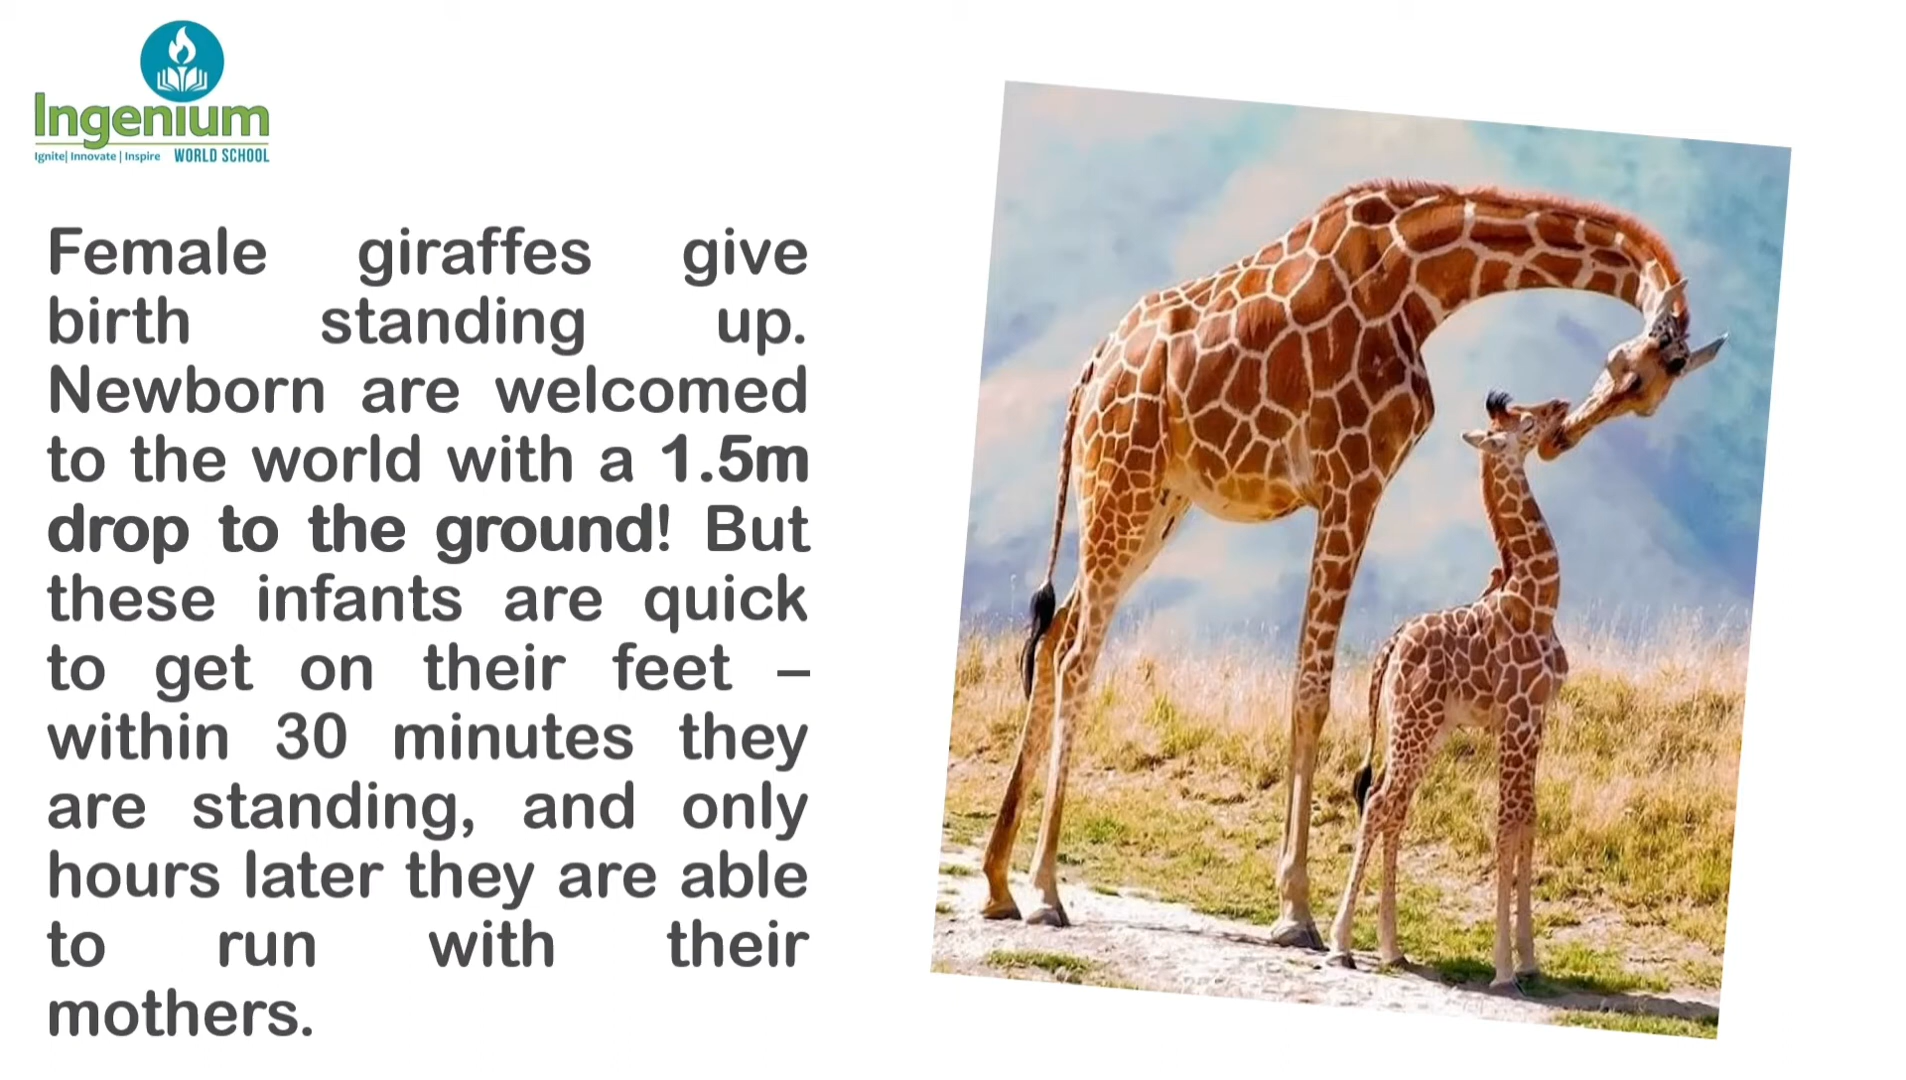 Ingenium
Ignite| Innovate | Inspire WORLD SCHOOL
Female giraffes give
birth standing up.
Newborn are welcomed
to the world with a 1.5m
drop to the ground! But
these infants are quick
to get on their feet –
within 30 minutes they
are standing, and only
hours later they are able
to run with their
mothers.